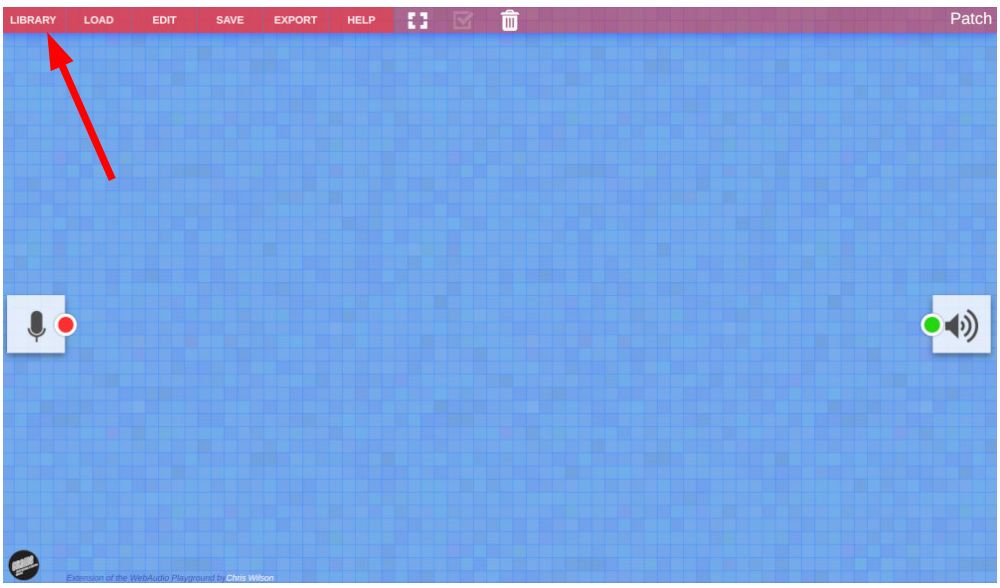 LIBRARY LOAD EDIT SAVE EXPORT HELP Patch
Extension of the WebAudio Playground by Chris Wilson